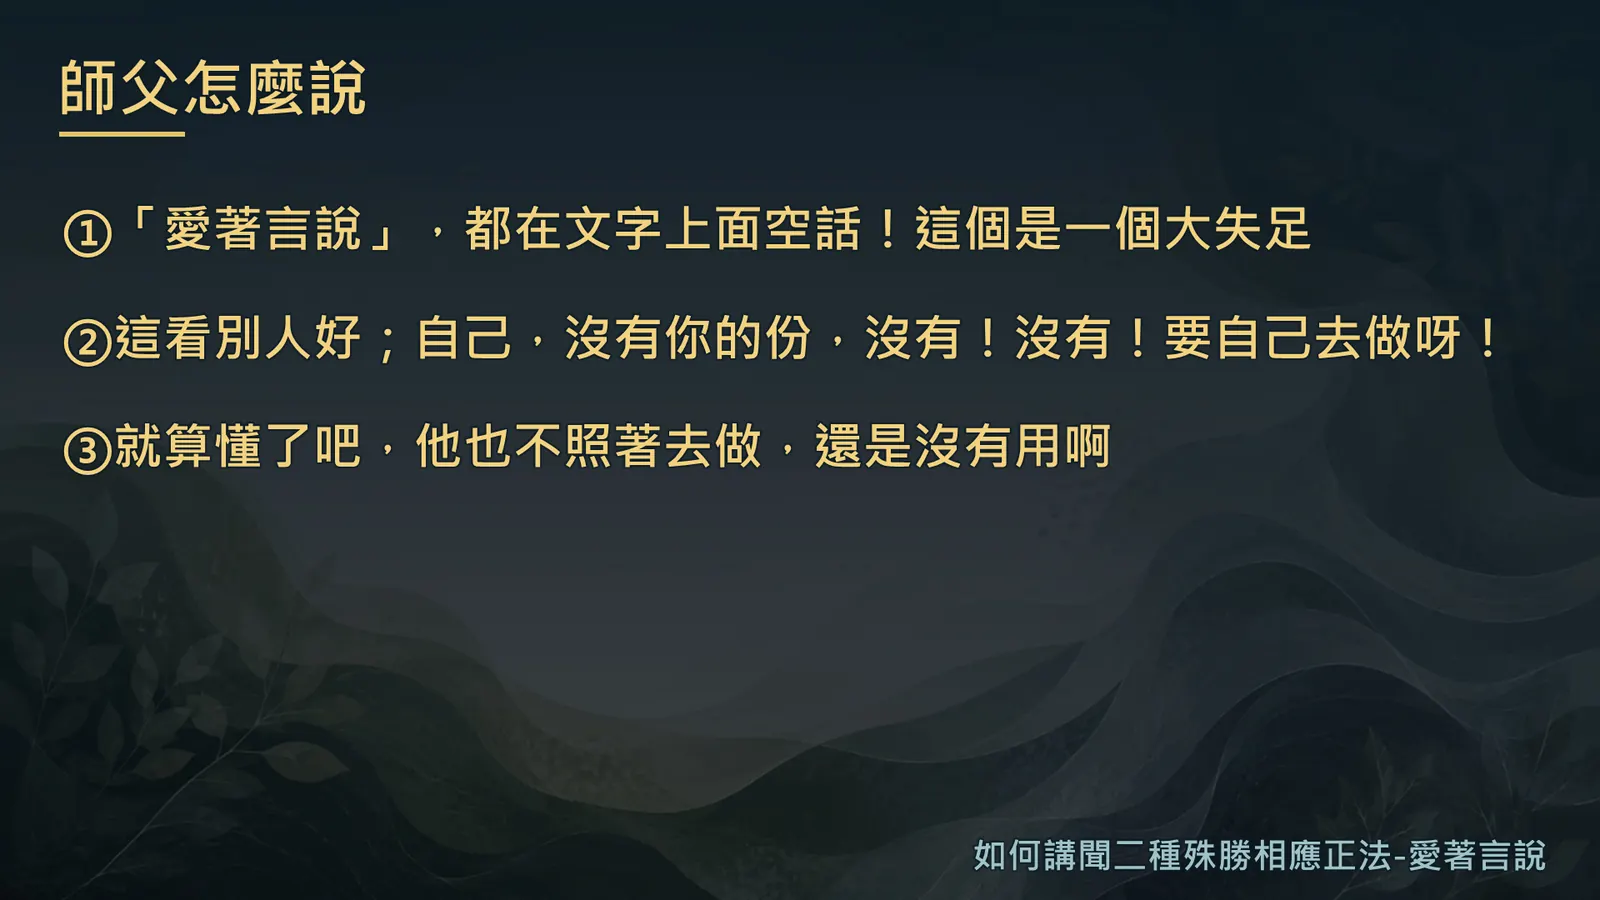 師父怎麼說
①「愛著言說」，都在文字上面空話！這個是一個大失足
②這看別人好；自己，沒有你的份，沒有！沒有！要自己去做呀！
③就算懂了吧，他也不照著去做，還是沒有用啊
如何講聞二種殊勝相應正法-愛著言說